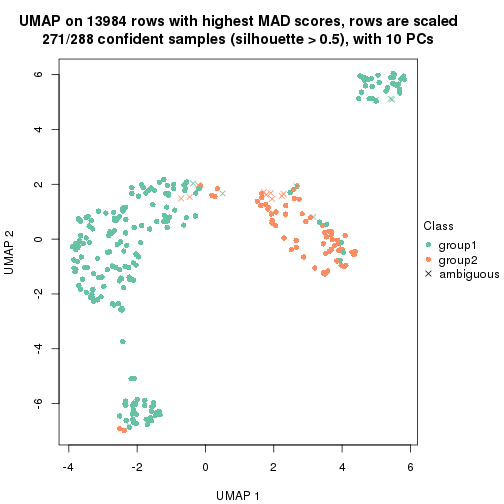 UMAP on 13984 rows with highest MAD scores, rows are scaled
271/288 confident samples (silhouette > 0.5), with 10 PCs
6
4
2
0
-2
-4
-6
UMAP 2
-4
-2
0
2
4
6
UMAP 1
Class
group1
group2
ambiguous